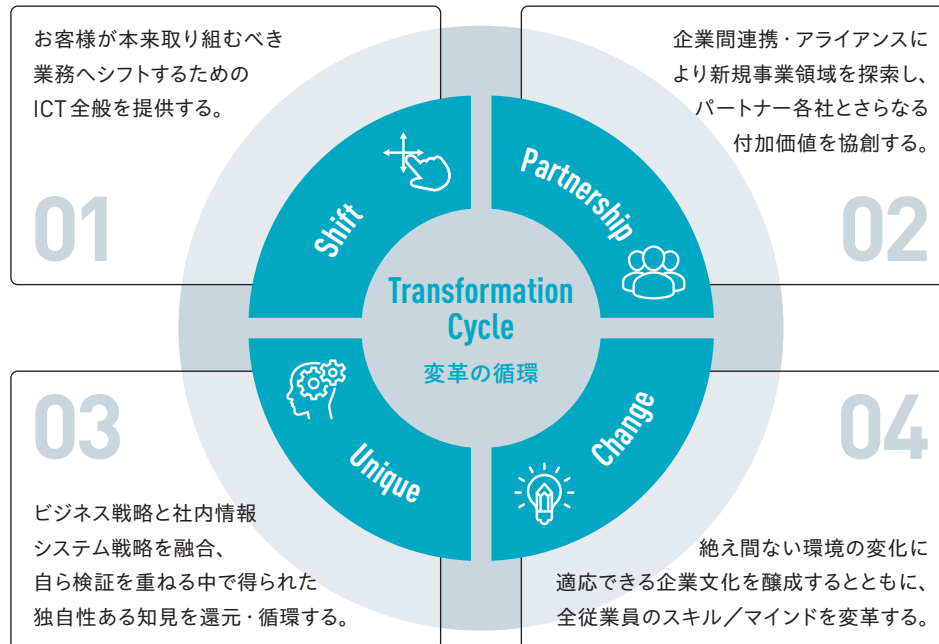 お客様が本来取り組むべき
業務へシフトするための
ICT全般を提供する。
01
Shift
企業間連携・アライアンスに
より新規事業領域を探索し、
パートナー各社とさらなる
付加価値を協創する。
02
Partnership
Transformation
Cycle
変革の循環
03
Unique
ビジネス戦略と社内情報
システム戦略を融合、
自ら検証を重ねる中で得られた
独自性ある知見を還元・循環する。
04
Change
絶え間ない環境の変化に
適応できる企業文化を醸成するとともに、
全従業員のスキル／マインドを変革する。